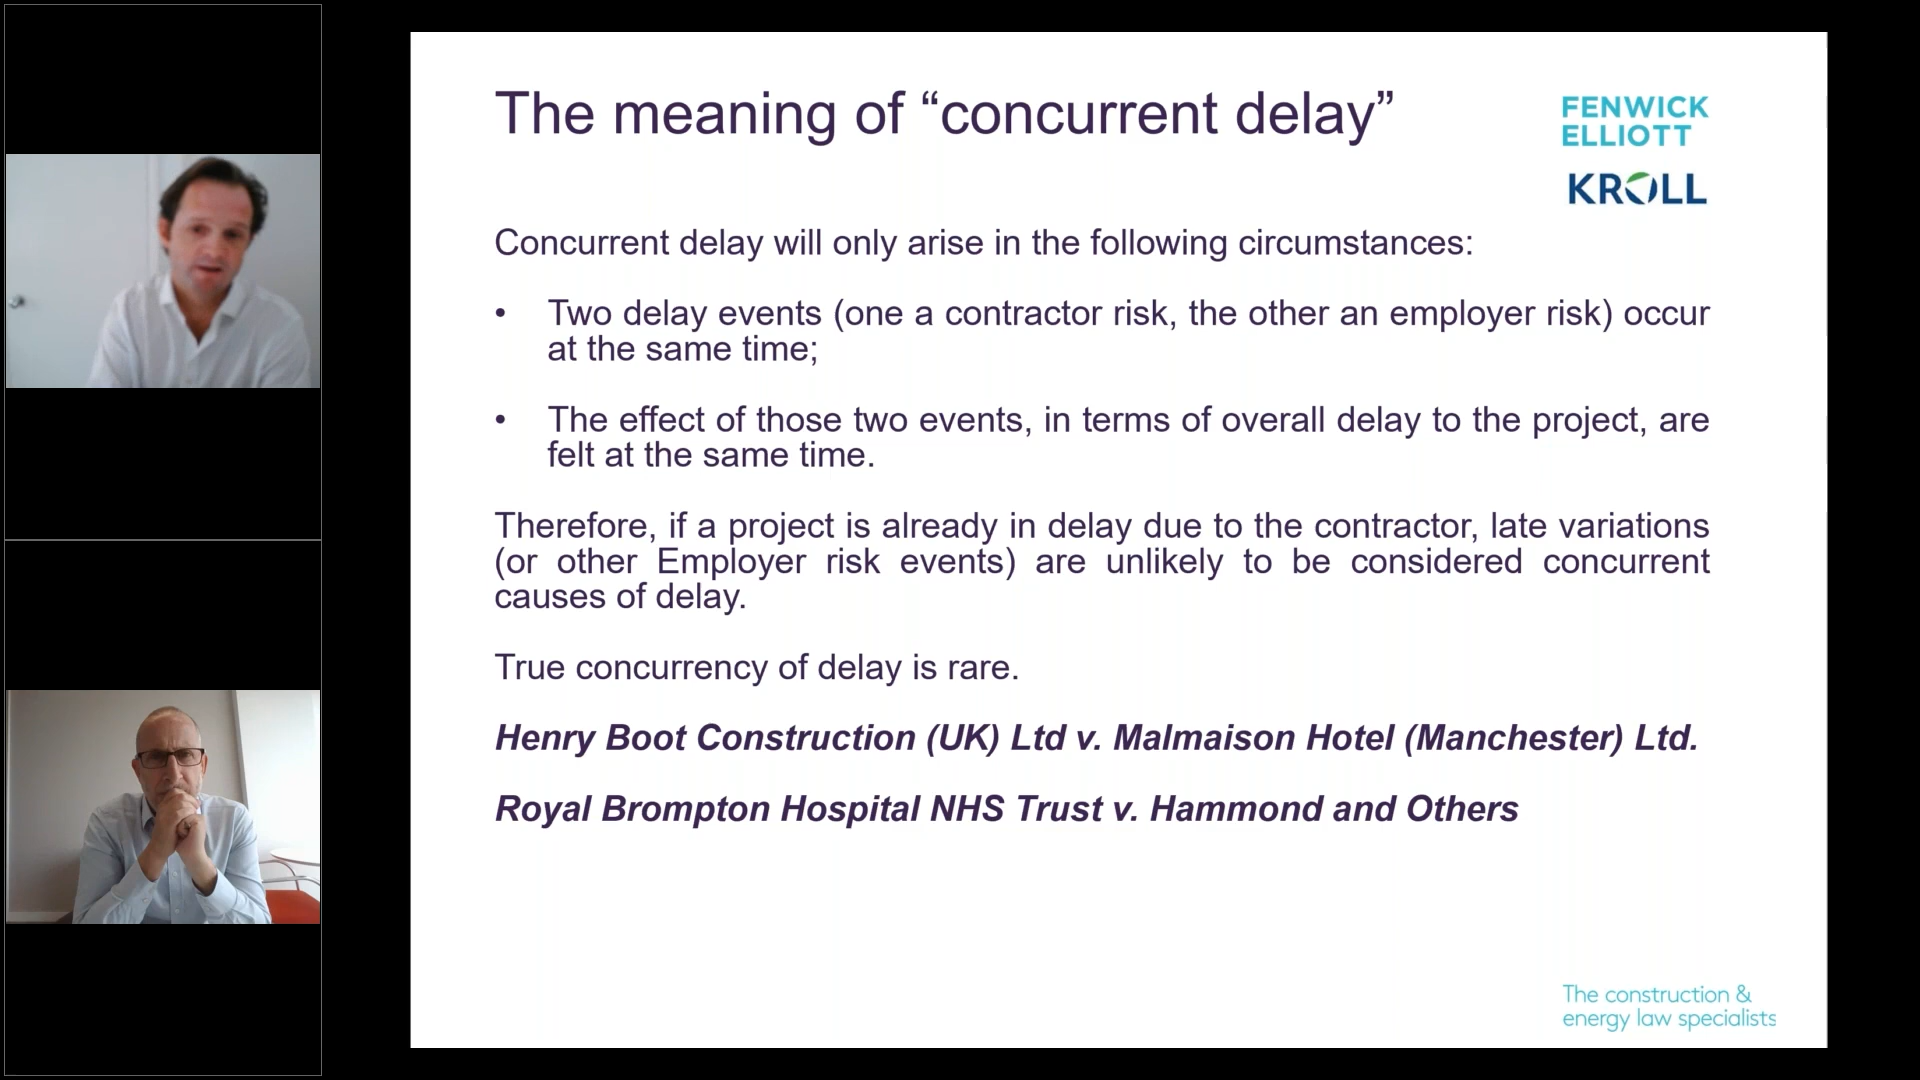 The meaning of “concurrent delay”
FENWICK
ELLIOTT
KROLL
Concurrent delay will only arise in the following circumstances:
• Two delay events (one a contractor risk, the other an employer risk) occur
at the same time;
• The effect of those two events, in terms of overall delay to the project, are
felt at the same time.
Therefore, if a project is already in delay due to the contractor, late variations
(or other Employer risk events) are unlikely to be considered concurrent
causes of delay.
True concurrency of delay is rare.
Henry Boot Construction (UK) Ltd v. Malmaison Hotel (Manchester) Ltd.
Royal Brompton Hospital NHS Trust v. Hammond and Others
The construction &
energy law specialists